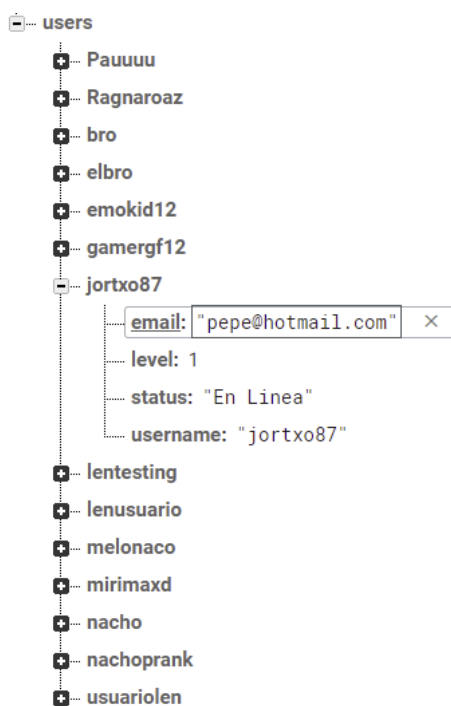 users
Pauuuu
Ragnaroaz
bro
elbro
emokid12
gamergf12
jortxo87
email: "pepe@hotmail.com" ×
level: 1
status: "En Linea"
username: "jortxo87"
lentesting
lenusuario
melonaco
mirimaxd
nacho
nachoprank
usuariolen